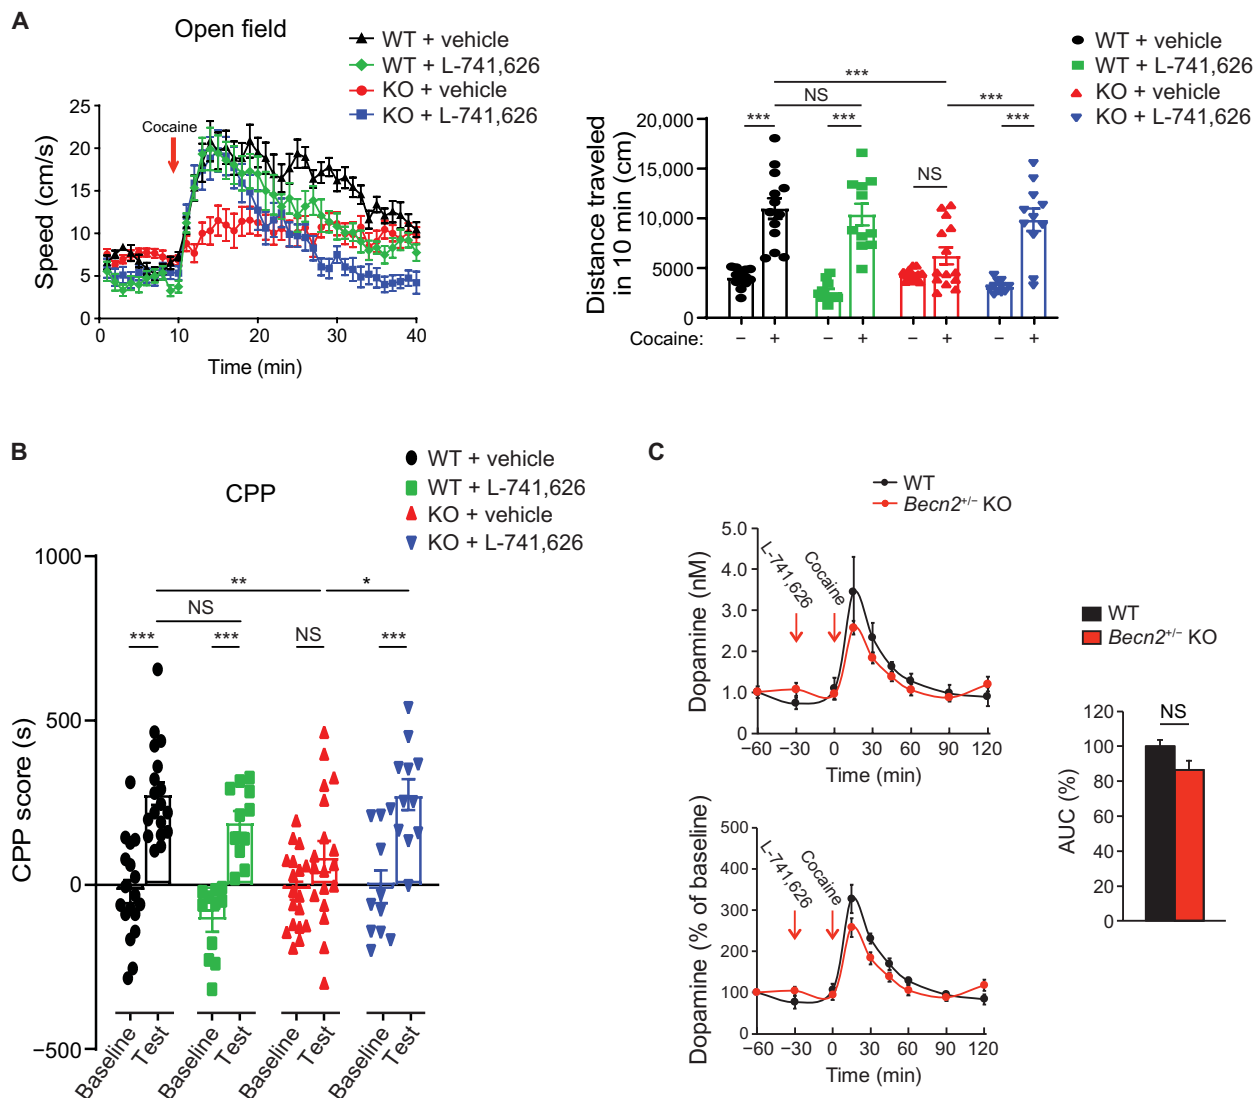 A
Open field
WT + vehicle
WT + L-741,626
KO + vehicle
KO + L-741,626
Speed (cm/s)
25
20
15
10
5
0
Cocaine
0 10 20 30 40
Time (min)
WT + vehicle
WT + L-741,626
KO + vehicle
KO + L-741,626
Distance traveled
in 10 min (cm)
20,000
15,000
10,000
5000
0
***
NS
***
*** *** NS ***
Cocaine: − + − + − + − +
B
CPP
WT + vehicle
WT + L-741,626
KO + vehicle
KO + L-741,626
CPP score (s)
1000
500
0
−500
** *
NS
*** *** NS ***
Baseline Test Baseline Test Baseline Test Baseline Test
C
WT
Becn2+/− KO
Dopamine (nM)
5.0
4.0
3.0
2.0
1.0
0
L-741,626
Cocaine
−60 −30 0 30 60 90 120
Time (min)
Dopamine (% of baseline)
500
400
300
200
100
0
L-741,626
Cocaine
−60 −30 0 30 60 90 120
Time (min)
WT
Becn2+/− KO
AUC (%)
120
100
80
60
40
20
0
NS